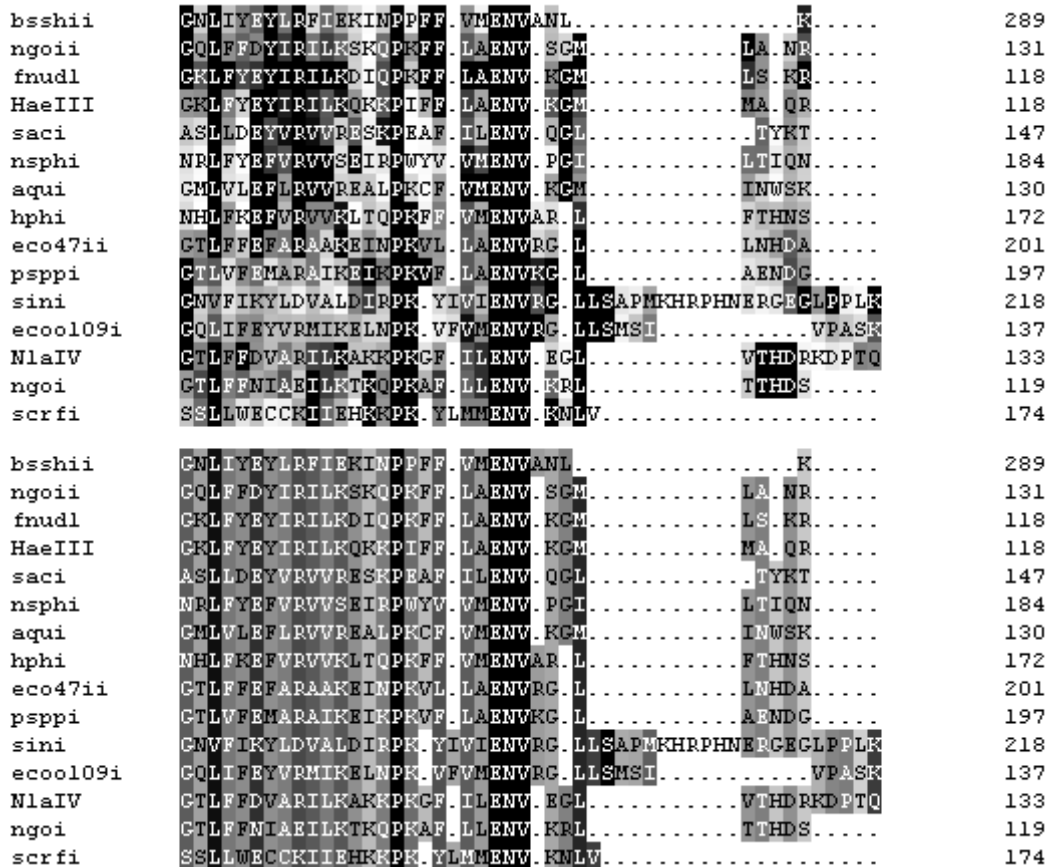 bsshii GNLIYEYLRFIEKINPPFF.VMENVANL................K..... 289
ngoii GQLFFDYIRILKSKQPKFF.LAENV.SGM...........LA.NR..... 131
fnudl GKLFYEYIRILKDIQPKFF.LAENV.KGM...........LS.KR..... 118
HaeIII GKLFYEYIRILKQKKPIFF.LAENV.KGM...........MA.QR..... 118
saci ASLLDEYVRVVRESKPEAF.ILENV.QGL............TYKT..... 147
nsphi NRLFYEFVRVVSEIRPWYV.VMENV.PGI...........LTIQN..... 184
aqui GMLVLEFLRVVREALPKCF.VMENV.KGM...........INWSK..... 130
hphi NHLFKEFVRVVKLTQPKFF.VMENVAR.L...........FTHNS..... 172
eco47ii GTLFFEFARAAKEINPKVL.LAENVRG.L...........LNHDA..... 201
psppi GTLVFEMARAIKEIKPKVF.LAENVKG.L...........AENDG..... 197
sini GNVFIKYLDVALDIRPK.YIVIENVRG.LLSAPMKHRPHNERGEGLPPLK 218
ecool09i GQLIFEYVRMIKELNPK.VFVMENVRG.LLSMSI...........VPASK 137
NlaIV GTLFFDVARILKAKKPKGF.ILENV.EGL...........VTHDRKDPTQ 133
ngoi GTLFFNIAEILKTKQPKAF.LLENV.KRL...........TTHDS..... 119
scrfi SSLLWECCKIIEHKKPK.YLMMENV.KNLV.................... 174
bsshii GNLIYEYLRFIEKINPPFF.VMENVANL................K..... 289
ngoii GQLFFDYIRILKSKQPKFF.LAENV.SGM...........LA.NR..... 131
fnudl GKLFYEYIRILKDIQPKFF.LAENV.KGM...........LS.KR..... 118
HaeIII GKLFYEYIRILKQKKPIFF.LAENV.KGM...........MA.QR..... 118
saci ASLLDEYVRVVRESKPEAF.ILENV.QGL............TYKT..... 147
nsphi NRLFYEFVRVVSEIRPWYV.VMENV.PGI...........LTIQN..... 184
aqui GMLVLEFLRVVREALPKCF.VMENV.KGM...........INWSK..... 130
hphi NHLFKEFVRVVKLTQPKFF.VMENVAR.L...........FTHNS..... 172
eco47ii GTLFFEFARAAKEINPKVL.LAENVRG.L...........LNHDA..... 201
psppi GTLVFEMARAIKEIKPKVF.LAENVKG.L...........AENDG..... 197
sini GNVFIKYLDVALDIRPK.YIVIENVRG.LLSAPMKHRPHNERGEGLPPLK 218
ecool09i GQLIFEYVRMIKELNPK.VFVMENVRG.LLSMSI...........VPASK 137
NlaIV GTLFFDVARILKAKKPKGF.ILENV.EGL...........VTHDRKDPTQ 133
ngoi GTLFFNIAEILKTKQPKAF.LLENV.KRL...........TTHDS..... 119
scrfi SSLLWECCKIIEHKKPK.YLMMENV.KNLV.................... 174